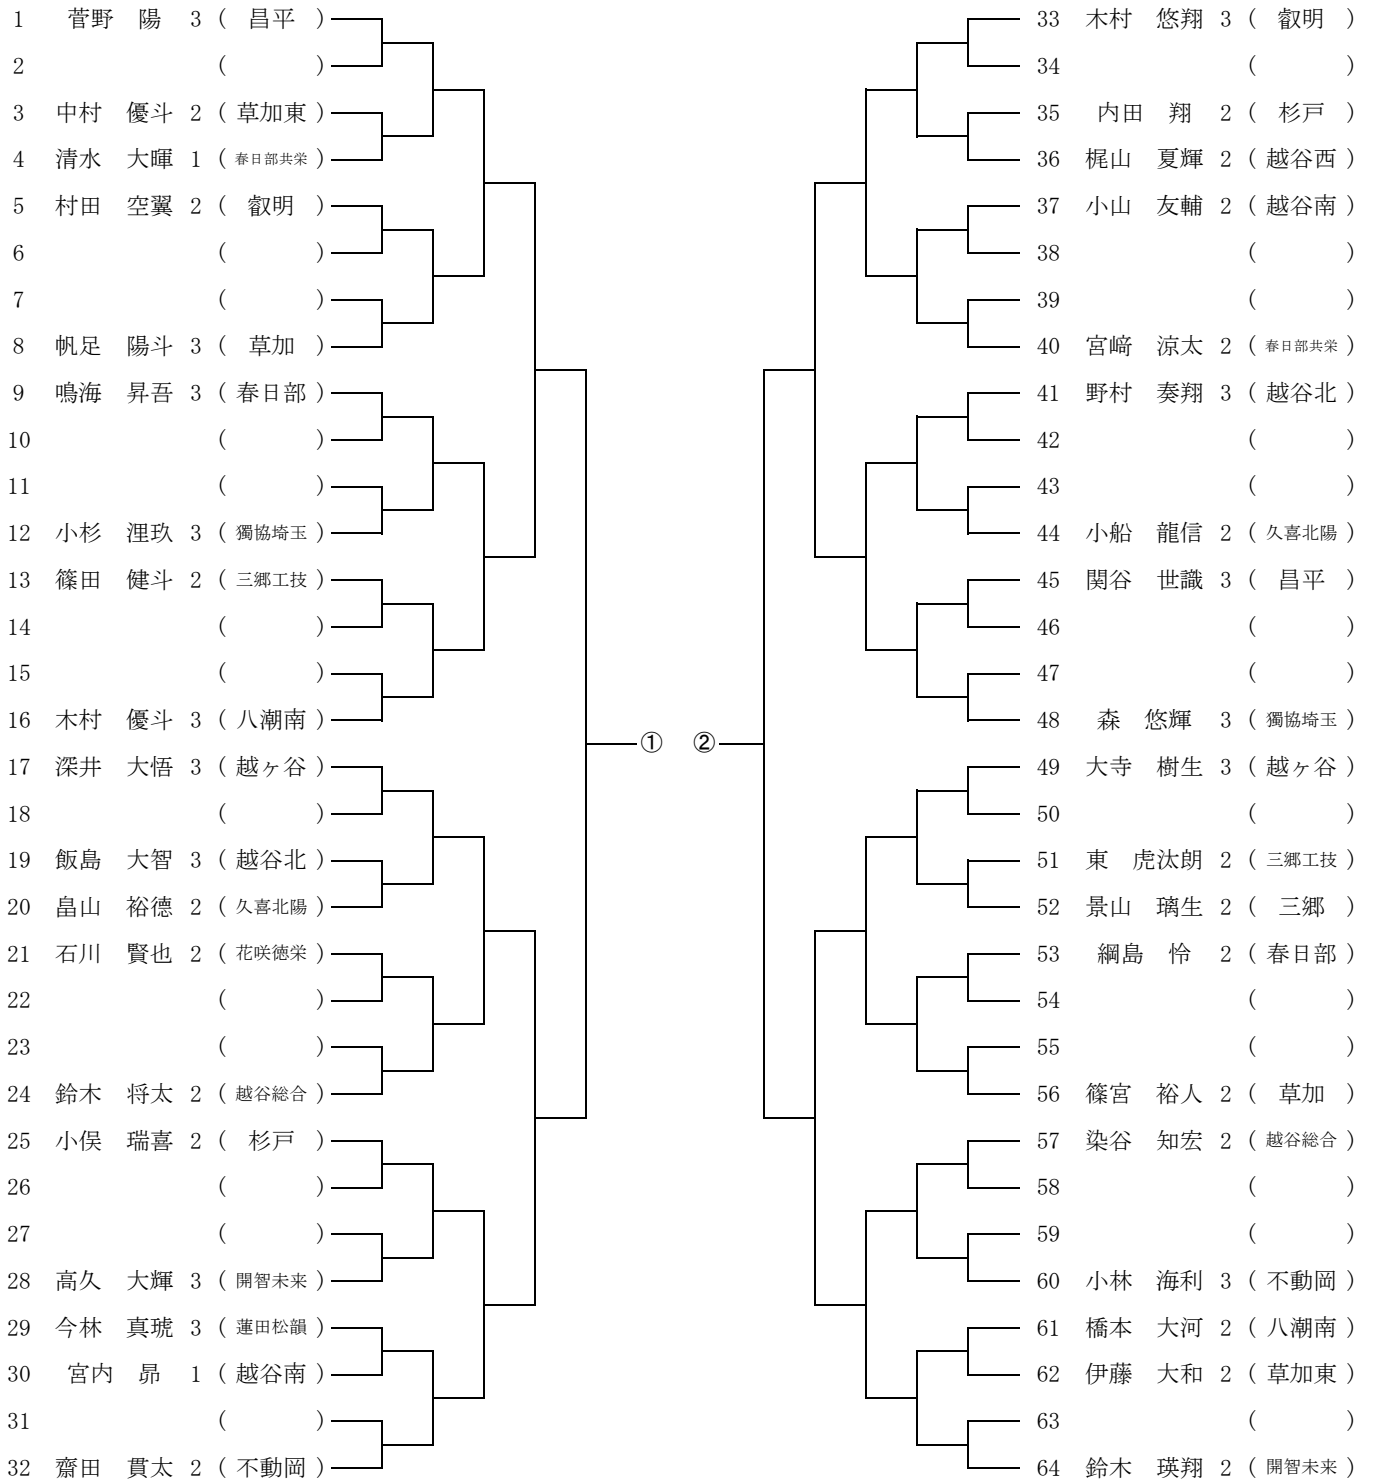 1 菅野 陽 3 ( 昌平 )
2 ( )
3 中村 優斗 2 ( 草加東 )
4 清水 大暉 1 ( 春日部共栄 )
5 村田 空翼 2 ( 叡明 )
6 ( )
7 ( )
8 帆足 陽斗 3 ( 草加 )
9 鳴海 昇吾 3 ( 春日部 )
10 ( )
11 ( )
12 小杉 浬玖 3 ( 獨協埼玉 )
13 篠田 健斗 2 ( 三郷工技 )
14 ( )
15 ( )
16 木村 優斗 3 ( 八潮南 )
17 深井 大悟 3 ( 越ヶ谷 )
18 ( )
19 飯島 大智 3 ( 越谷北 )
20 畠山 裕徳 2 ( 久喜北陽 )
21 石川 賢也 2 ( 花咲徳栄 )
22 ( )
23 ( )
24 鈴木 将太 2 ( 越谷総合 )
25 小俣 瑞喜 2 ( 杉戸 )
26 ( )
27 ( )
28 高久 大輝 3 ( 開智未来 )
29 今林 真琥 3 ( 蓮田松韻 )
30 宮内 昴 1 ( 越谷南 )
31 ( )
32 齋田 貫太 2 ( 不動岡 )
① ②
33 木村 悠翔 3 ( 叡明 )
34 ( )
35 内田 翔 2 ( 杉戸 )
36 梶山 夏輝 2 ( 越谷西 )
37 小山 友輔 2 ( 越谷南 )
38 ( )
39 ( )
40 宮﨑 涼太 2 ( 春日部共栄 )
41 野村 奏翔 3 ( 越谷北 )
42 ( )
43 ( )
44 小船 龍信 2 ( 久喜北陽 )
45 関谷 世識 3 ( 昌平 )
46 ( )
47 ( )
48 森 悠輝 3 ( 獨協埼玉 )
49 大寺 樹生 3 ( 越ヶ谷 )
50 ( )
51 東 虎汰朗 2 ( 三郷工技 )
52 景山 璃生 2 ( 三郷 )
53 綱島 怜 2 ( 春日部 )
54 ( )
55 ( )
56 篠宮 裕人 2 ( 草加 )
57 染谷 知宏 2 ( 越谷総合 )
58 ( )
59 ( )
60 小林 海利 3 ( 不動岡 )
61 橋本 大河 2 ( 八潮南 )
62 伊藤 大和 2 ( 草加東 )
63 ( )
64 鈴木 瑛翔 2 ( 開智未来 )